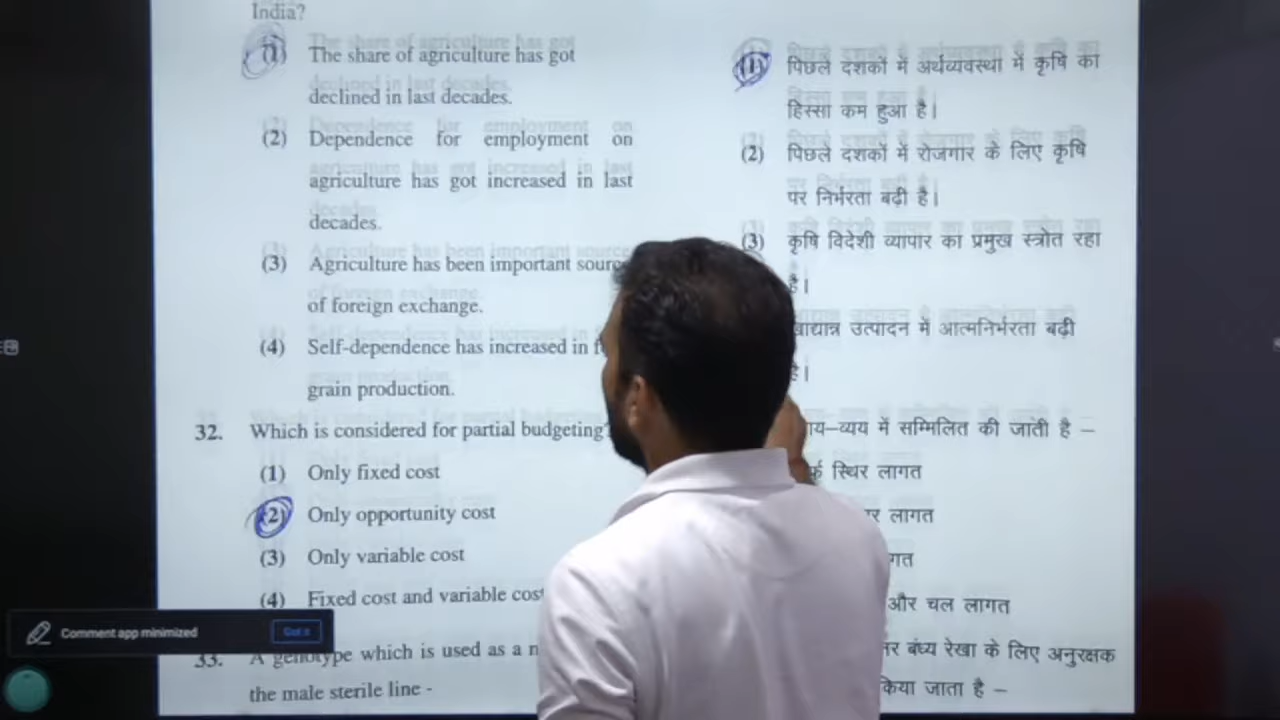 India?
(1) The share of agriculture has got
declined in last decades.
(2) Dependence for employment on
agriculture has got increased in last
decades.
(3) Agriculture has been important
of foreign exchange.
(4) Self-dependence has increased in
grain production.
32. Which is considered for partial budgeting?
(1) Only fixed cost
(2) Only opportunity cost
(3) Only variable cost
(4) Fixed cost and variable cost
33. A genotype which is used as a
the male sterile line -
(1) पिछले दशकों में अर्थव्यवस्था में कृषि का
हिस्सा कम हुआ है।
(2) पिछले दशकों में रोजगार के लिए कृषि
पर निर्भरता बढ़ी है।
(3) कृषि विदेशी व्यापार का प्रमुख स्त्रोत रहा
है।
उत्पादन में आत्मनिर्भरता बढ़ी
है।
में सम्मिलित की जाती है –
स्थिर लागत
लागत
और चल लागत
बंध्य रेखा के लिए अनुरक्षक
किया जाता है –
Comment app minimized
Got it